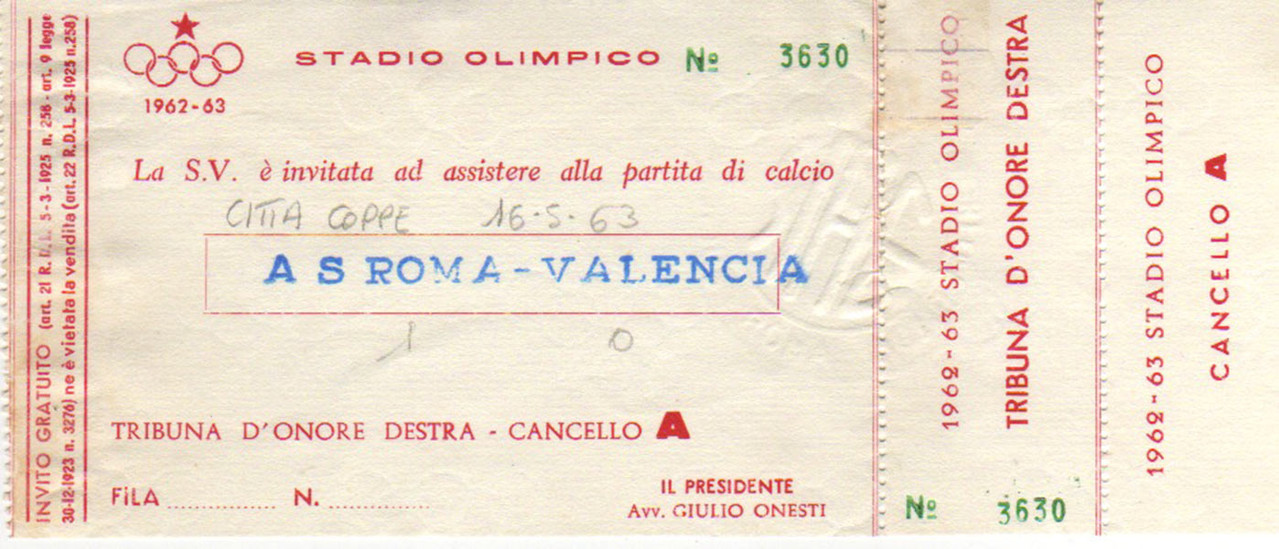 INVITO GRATUITO (art. 21 R.D.L. 5-3-1925 n. 258 - art. 9 legge
30-12-1923 n. 3276) ne è vietata la vendita (art. 22 R.D.L. 5-3-1925 n.258)
1962-63
STADIO OLIMPICO Nº 3630
La S.V. è invitata ad assistere alla partita di calcio
CITTA COPPE 16-5-63
A S ROMA - VALENCIA
1 0
TRIBUNA D'ONORE DESTRA - CANCELLO A
FiLA N.
IL PRESIDENTE
Avv. GIULIO ONESTI
1962-63 STADIO OLIMPICO
TRIBUNA D'ONORE DESTRA
Nº 3630
1962-63 STADIO OLIMPICO
CANCELLO A